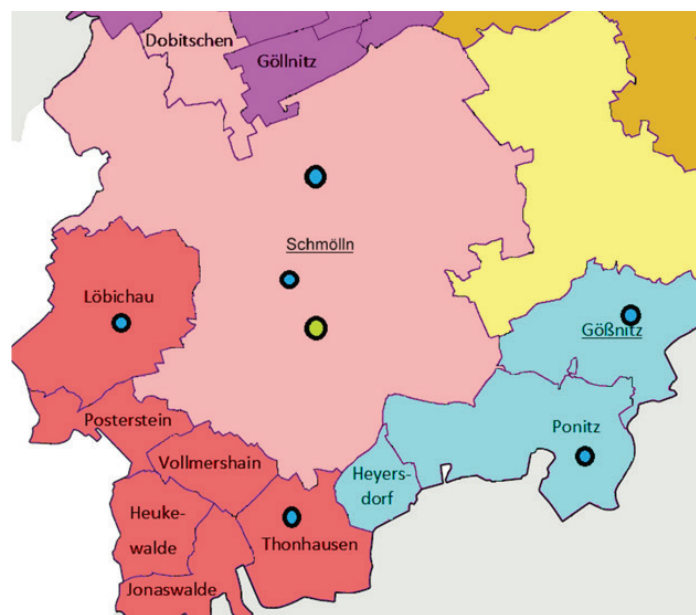 Dobitschen
Göllnitz
Schmölln
Löbichau
Gößnitz
Posterstein
Ponitz
Vollmershain
Heyers-
dorf
Heuke-
walde
Thonhausen
Jonaswalde